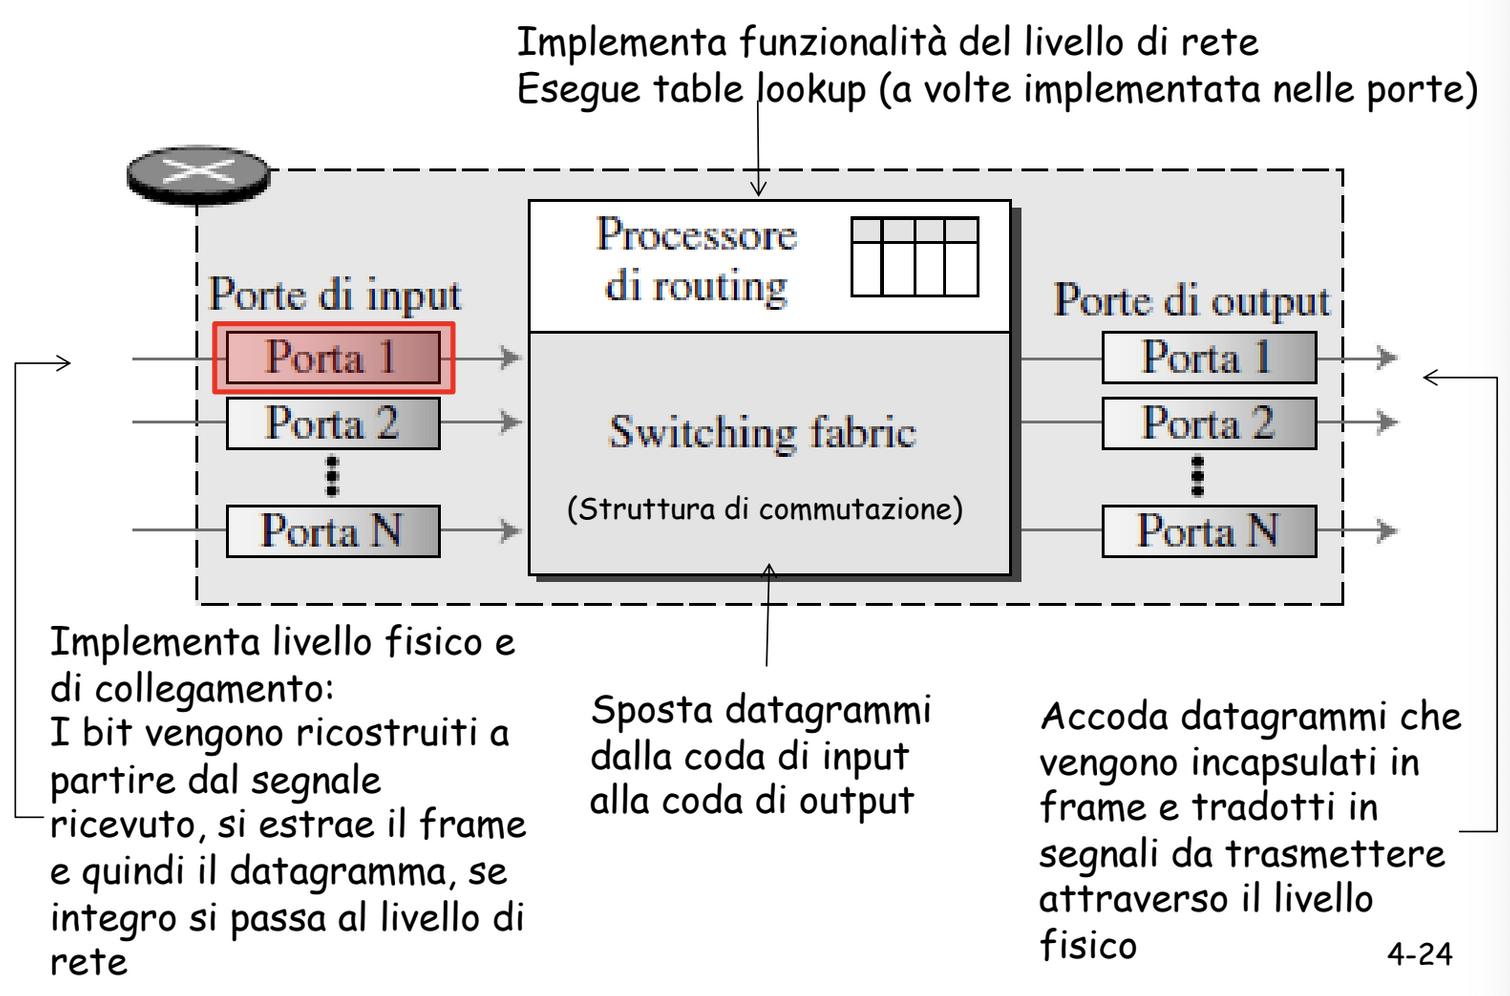 Implementa funzionalità del livello di rete
Esegue table lookup (a volte implementata nelle porte)
Processore
di routing
Porte di input
Porte di output
Porta 1
Porta 1
Porta 2
Porta 2
Switching fabric
(Struttura di commutazione)
Porta N
Porta N
Implementa livello fisico e
di collegamento:
I bit vengono ricostruiti a
partire dal segnale
ricevuto, si estrae il frame
e quindi il datagramma, se
integro si passa al livello di
rete
Sposta datagrammi
dalla coda di input
alla coda di output
Accoda datagrammi che
vengono incapsulati in
frame e tradotti in
segnali da trasmettere
attraverso il livello
fisico
4-24